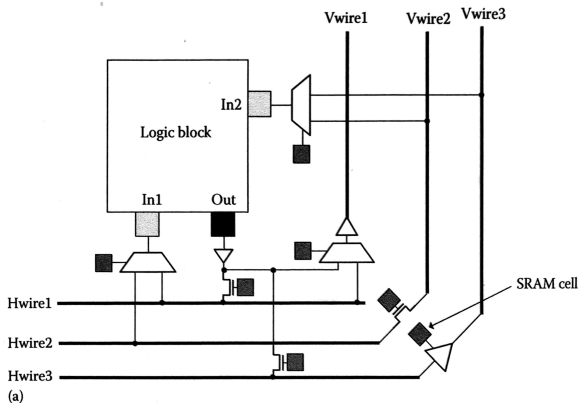 Vwire1 Vwire2 Vwire3
In2
Logic block
In1 Out
SRAM cell
Hwire1
Hwire2
Hwire3
(a)